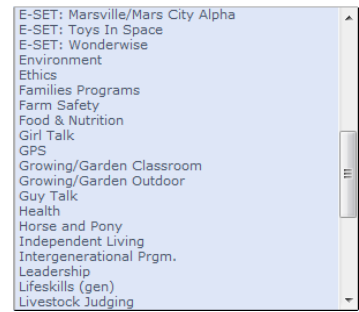 E-SET: Marsville/Mars City Alpha
E-SET: Toys In Space
E-SET: Wonderwise
Environment
Ethics
Families Programs
Farm Safety
Food & Nutrition
Girl Talk
GPS
Growing/Garden Classroom
Growing/Garden Outdoor
Guy Talk
Health
Horse and Pony
Independent Living
Intergenerational Prgm.
Leadership
Lifeskills (gen)
Livestock Judging